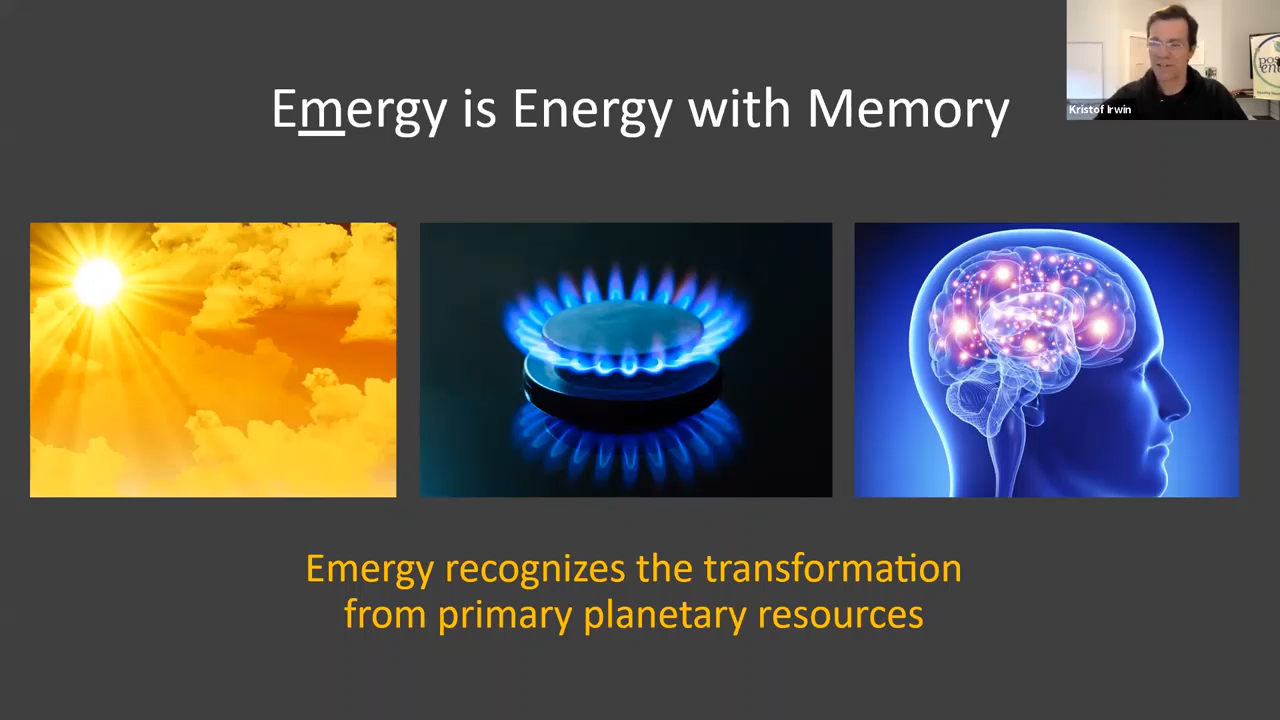 Emergy is Energy with Memory
Kristof Irwin
Emergy recognizes the transformation
from primary planetary resources